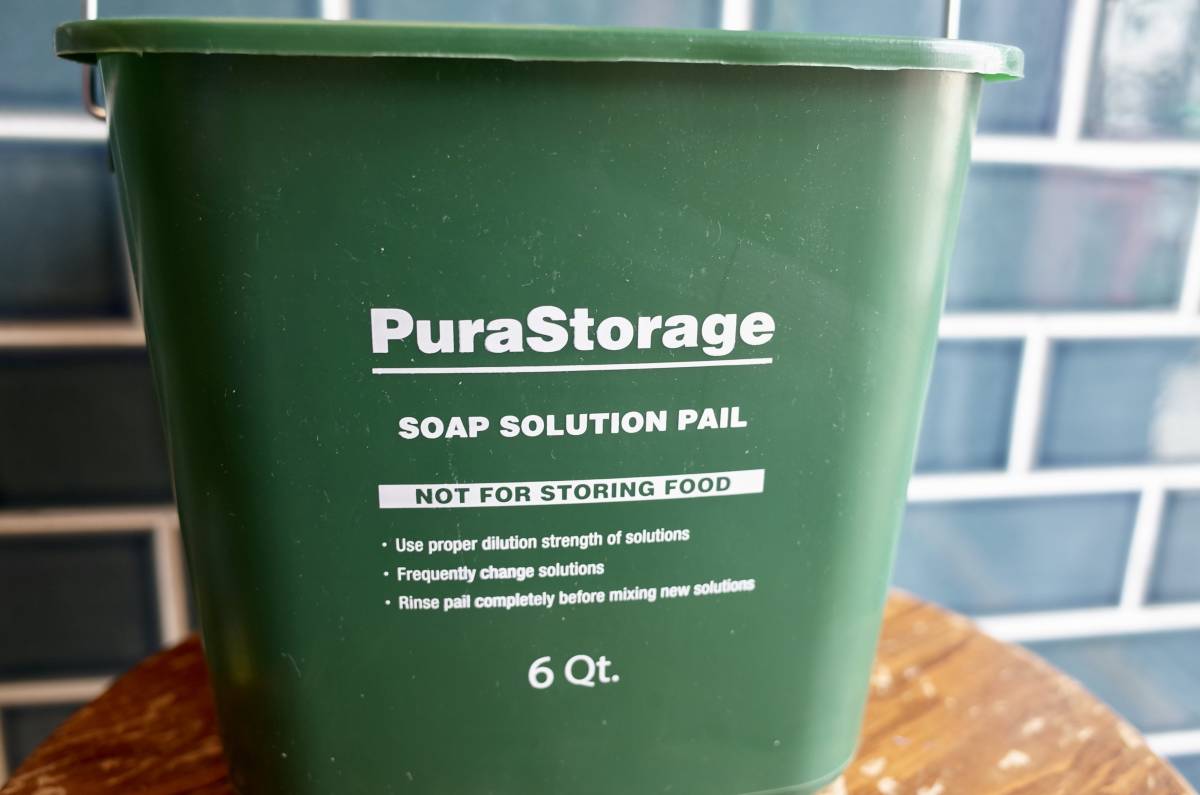 PuraStorage
SOAP SOLUTION PAIL
NOT FOR STORING FOOD
• Use proper dilution strength of solutions
• Frequently change solutions
• Rinse pail completely before mixing new solutions
6 Qt.